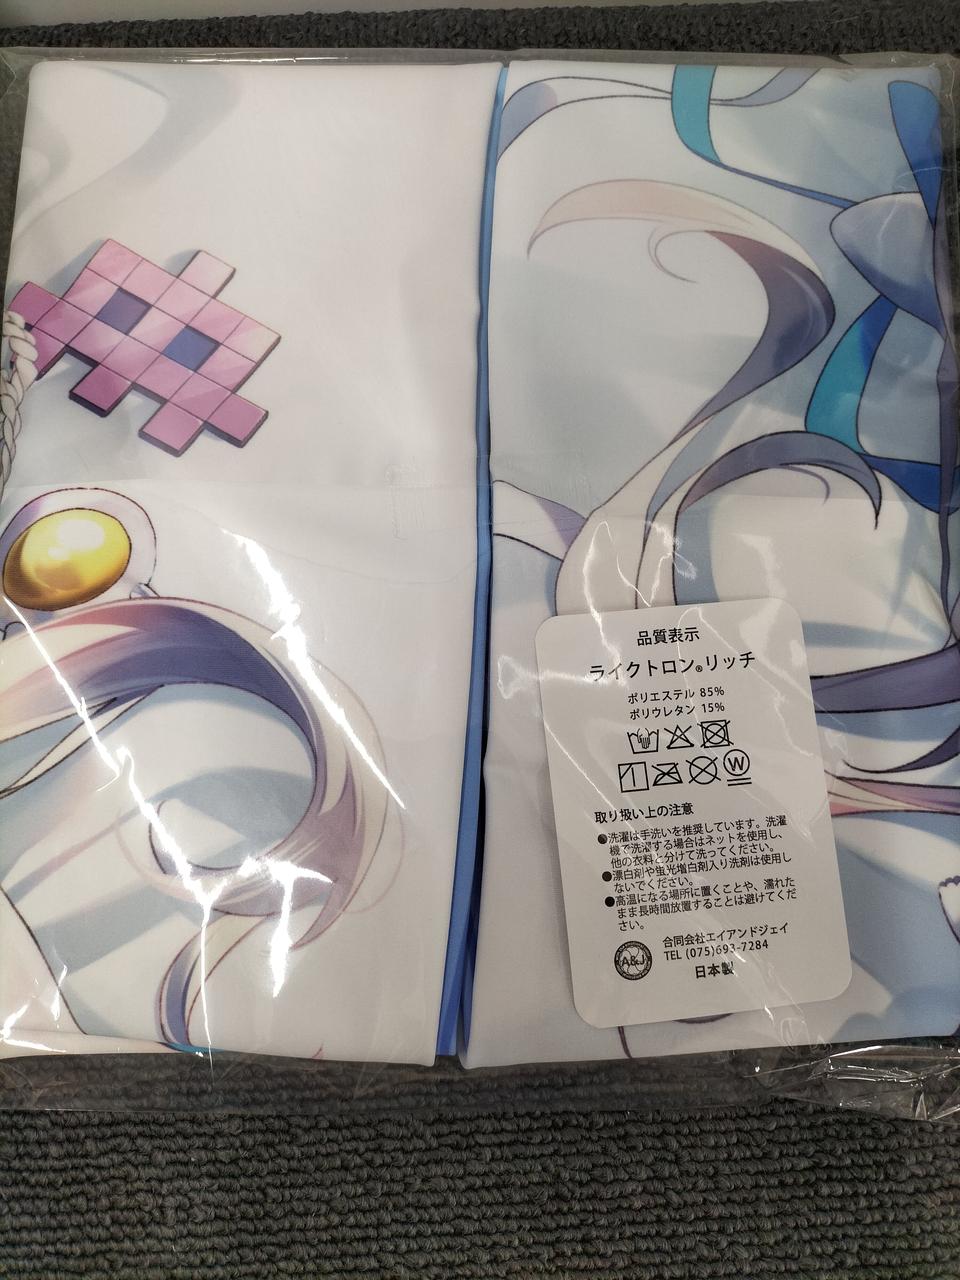 品質表示
ライクトロン®リッチ
ポリエステル 85%
ポリウレタン 15%
W
取り扱い上の注意
●洗濯は手洗いを推奨しています。洗濯
機で洗濯する場合はネットを使用し、
他の衣料と分けて洗ってください。
●漂白剤や蛍光増白剤入り洗剤は使用し
ないでください。
●高温になる場所に置くことや、濡れた
まま長時間放置することは避けてくだ
さい。
A&J
合同会社エイアンドジェイ
TEL (075)693-7284
日本製